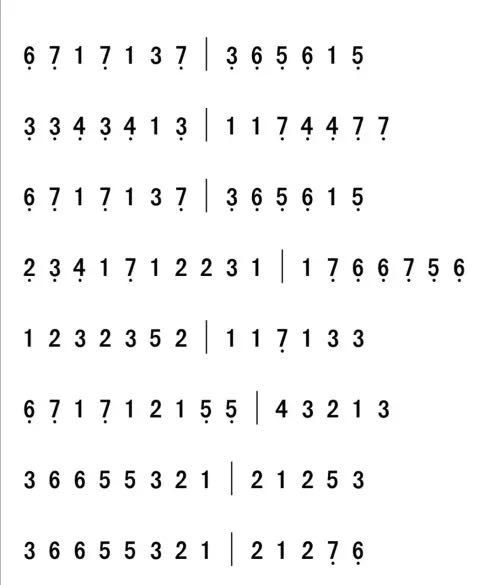 6̣ 7̣ 1 7̣ 1 3 7̣ | 3̣ 6̣ 5̣ 6̣ 1 5̣
3̣ 3̣ 4̣ 3̣ 4̣ 1 3̣ | 1 1 7̣ 4̣ 4̣ 7̣ 7̣
6̣ 7̣ 1 7̣ 1 3 7̣ | 3̣ 6̣ 5̣ 6̣ 1 5̣
2̣ 3̣ 4̣ 1 7̣ 1 2 2 3 1 | 1 7̣ 6̣ 6̣ 7̣ 5̣ 6̣
1 2 3 2 3 5 2 | 1 1 7̣ 1 3 3
6̣ 7̣ 1 7̣ 1 2 1 5̣ 5̣ | 4 3 2 1 3
3 6 6 5 5 3 2 1 | 2 1 2 5 3
3 6 6 5 5 3 2 1 | 2 1 2 7̣ 6̣